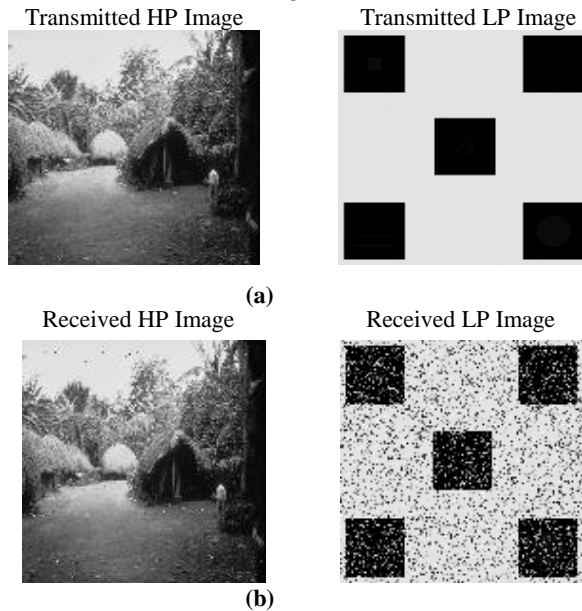 Transmitted HP Image Transmitted LP Image
a
(a)
Received HP Image Received LP Image
(b)